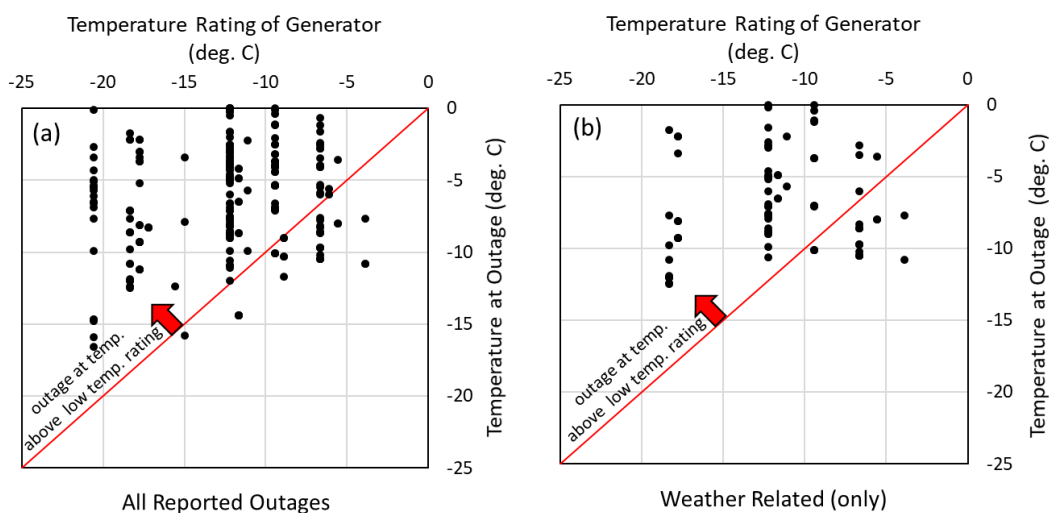 Temperature Rating of Generator
(deg. C)
-25 -20 -15 -10 -5 0
(a)
0
-5
-10
-15
-20
-25
Temperature at Outage (deg. C)
outage at temp.
above low temp. rating
All Reported Outages
Temperature Rating of Generator
(deg. C)
-25 -20 -15 -10 -5 0
(b)
0
-5
-10
-15
-20
-25
Temperature at Outage (deg. C)
outage at temp.
above low temp. rating
Weather Related (only)